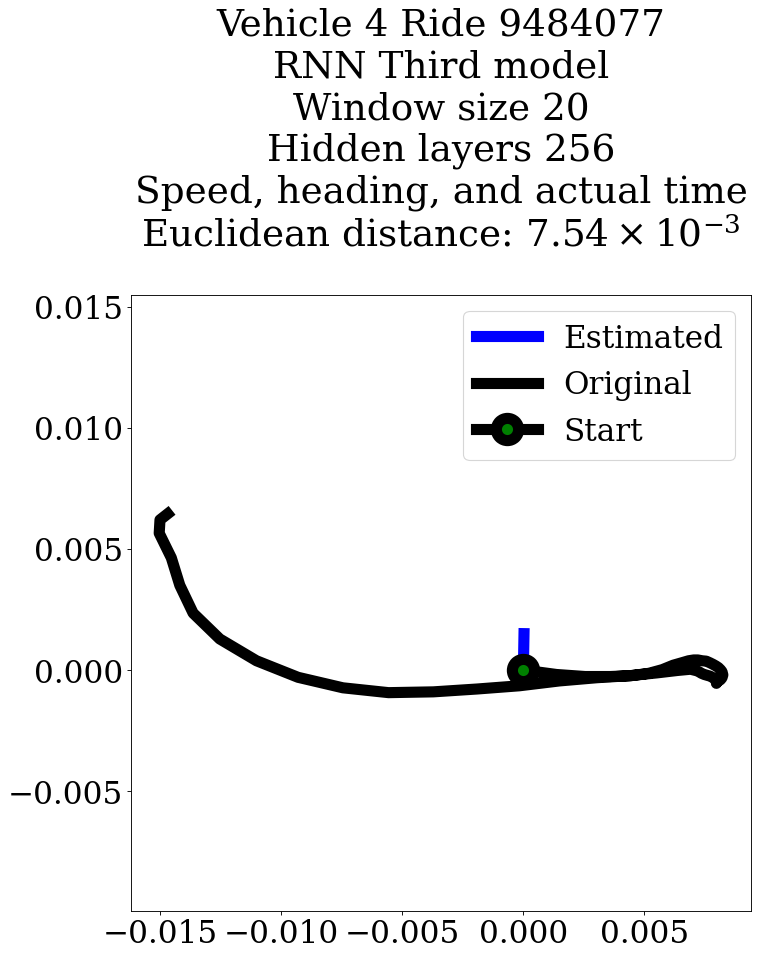 Vehicle 4 Ride 9484077
RNN Third model
Window size 20
Hidden layers 256
Speed, heading, and actual time
Euclidean distance: 7.54 × 10⁻³
0.015
0.010
0.005
0.000
−0.005
Estimated
Original
Start
−0.015 −0.010 −0.005 0.000 0.005